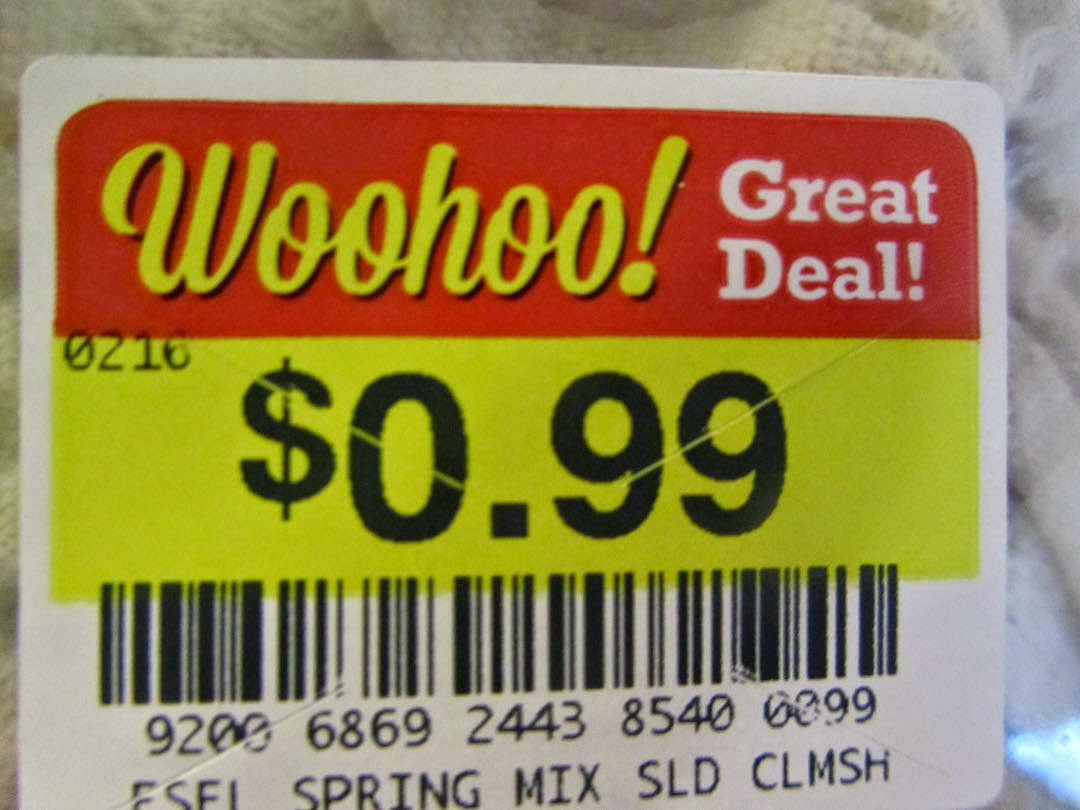 Woohoo! Great Deal!
0216
$0.99
9200 6869 2443 8540 0099
SPRING MIX SLD CLMSH